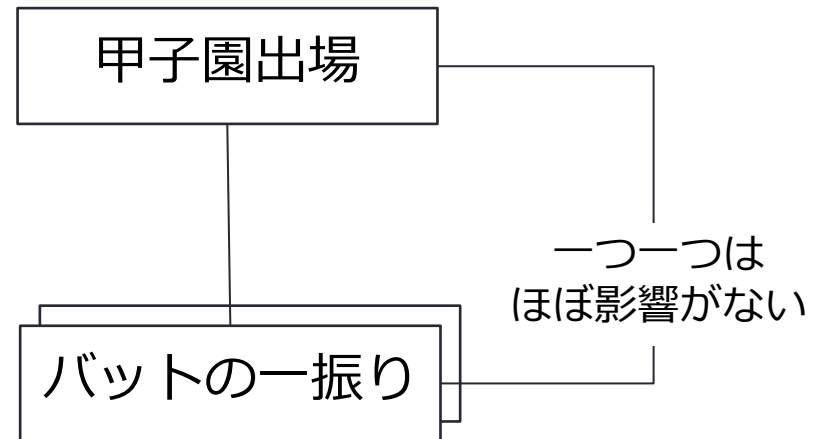 甲子園出場
一つ一つは
ほぼ影響がない
バットの一振り